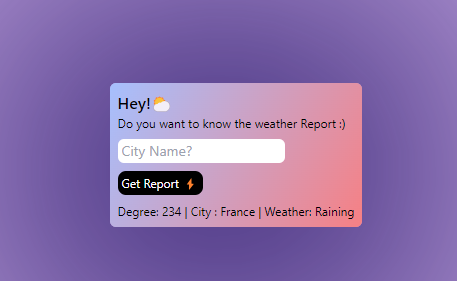 Hey!🌤️
Do you want to know the weather Report :)
City Name?
Get Report ⚡
Degree: 234 | City : France | Weather: Raining